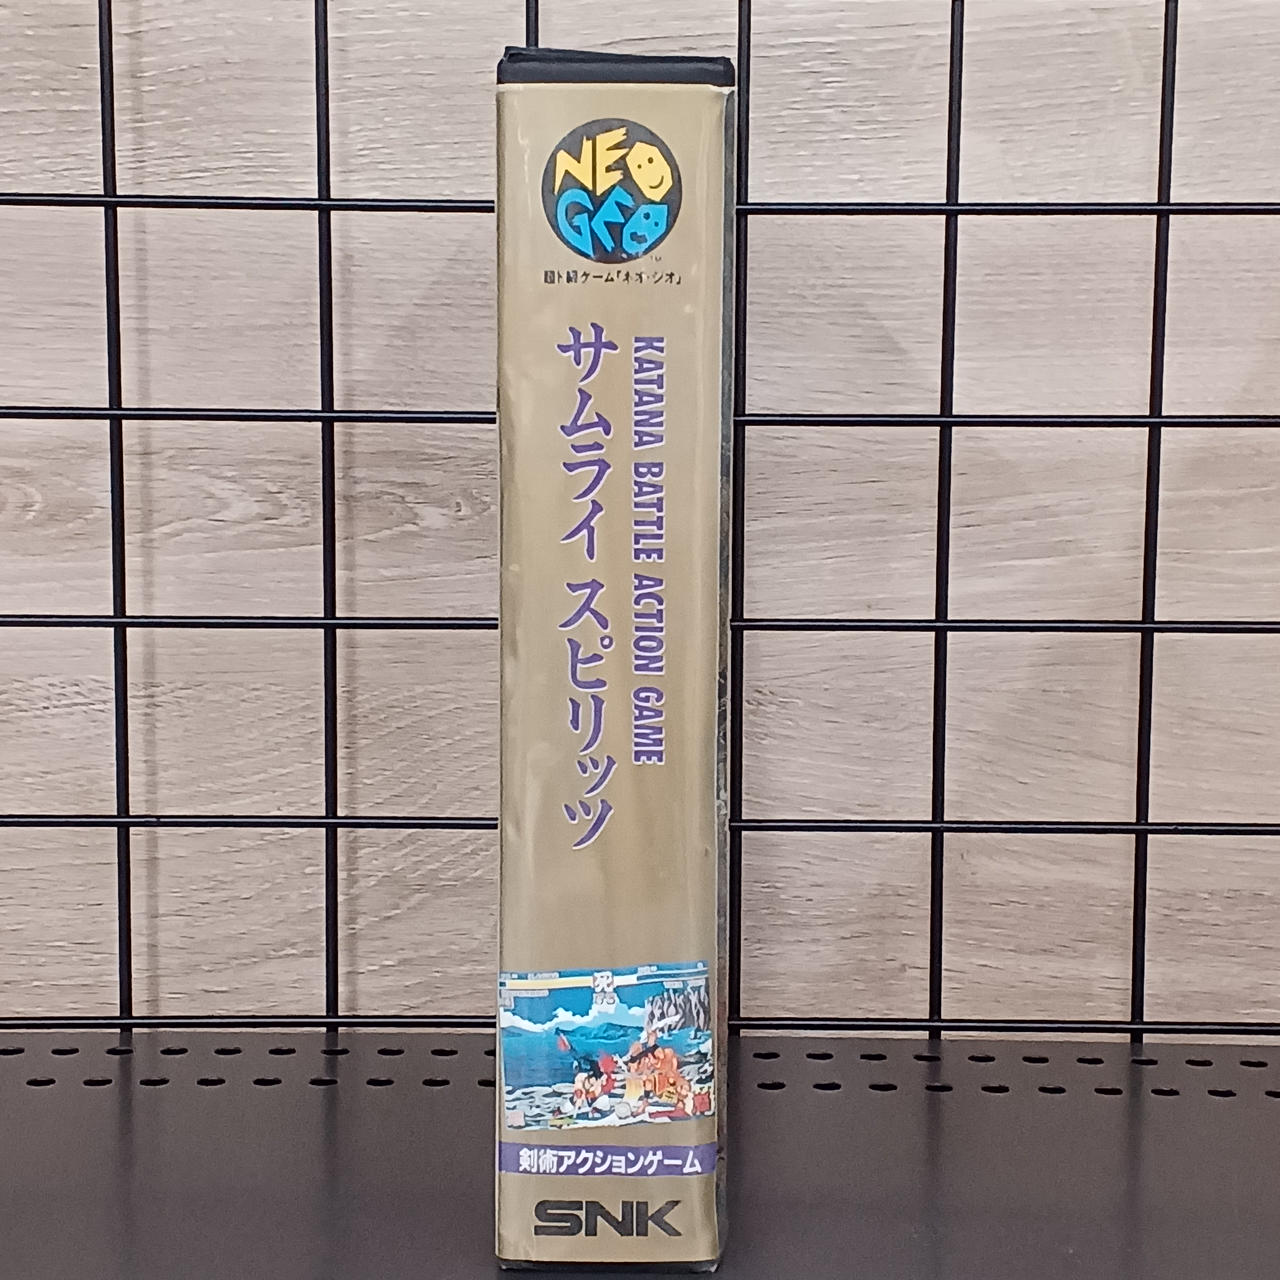 NEO
GEO
TM
サムライ スピリッツ
KATANA BATTLE ACTION GAME
剣術アクションゲーム
SNK